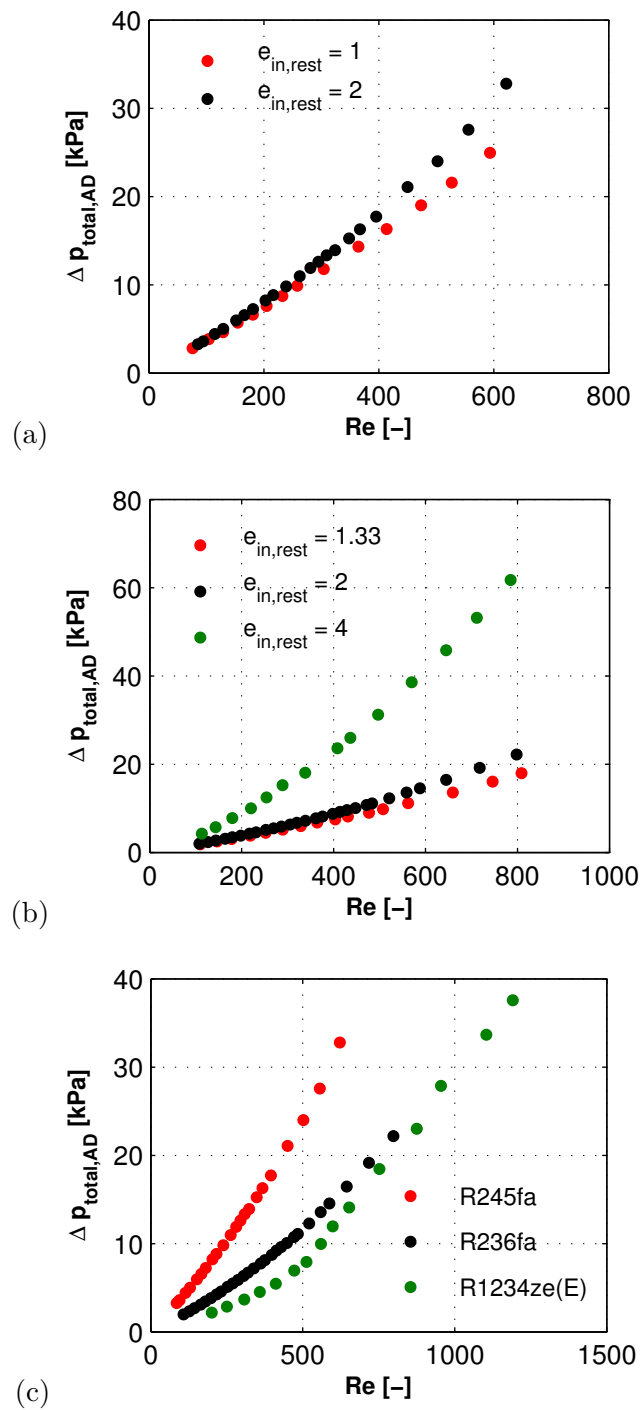 40
30
20
10
0
Δ p_total,AD [kPa]
e_in,rest = 1
e_in,rest = 2
0 200 400 600 800
Re [−]
(a)
80
60
40
20
0
Δ p_total,AD [kPa]
e_in,rest = 1.33
e_in,rest = 2
e_in,rest = 4
0 200 400 600 800 1000
Re [−]
(b)
40
30
20
10
0
Δ p_total,AD [kPa]
R245fa
R236fa
R1234ze(E)
0 500 1000 1500
Re [−]
(c)